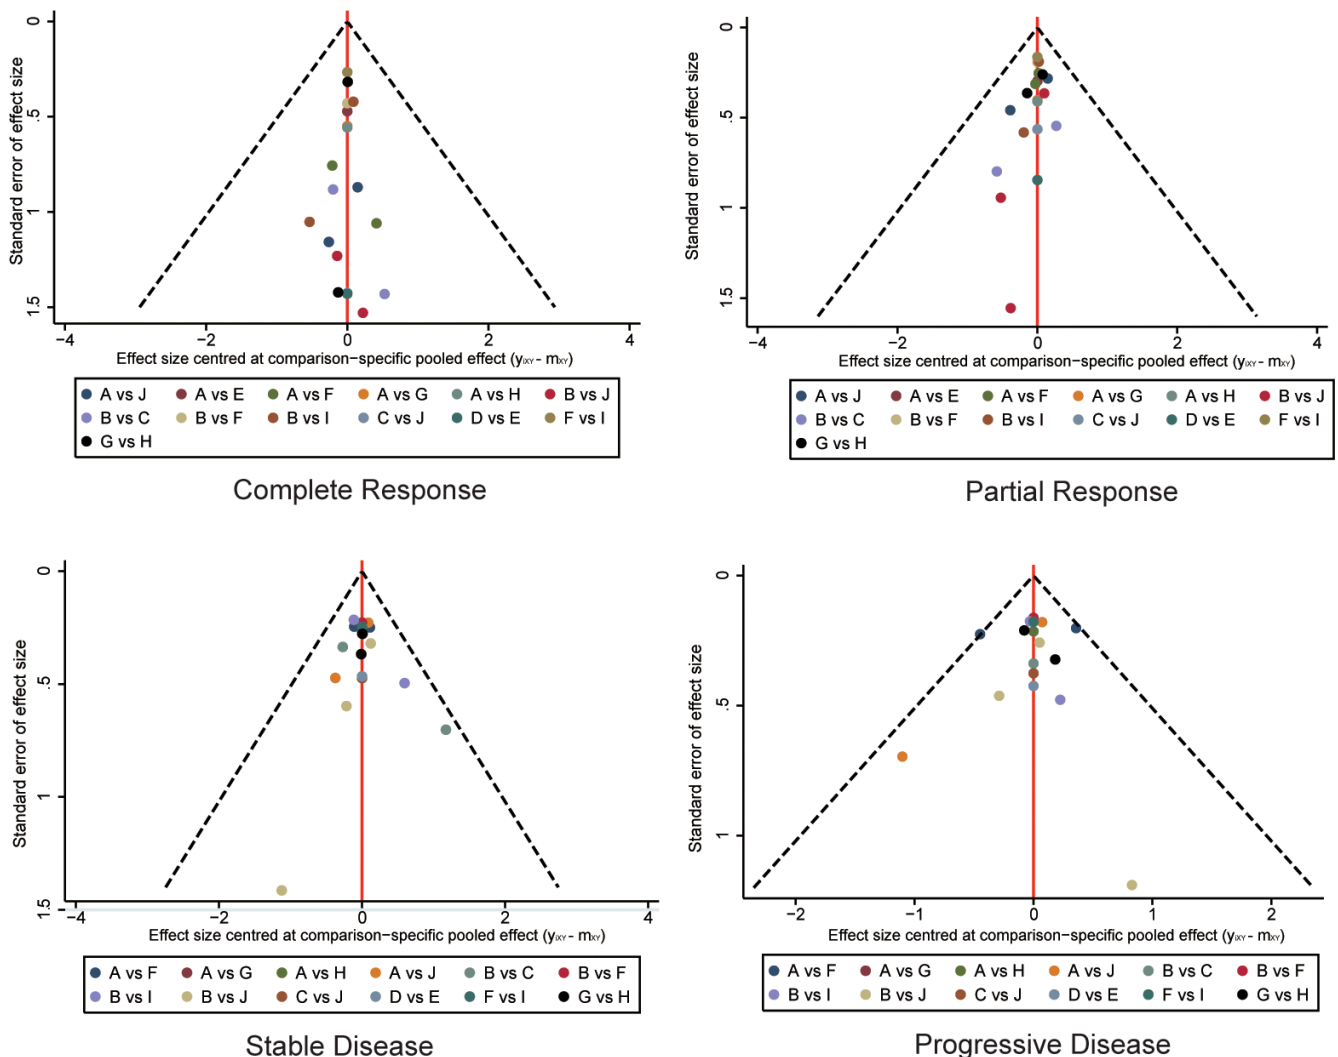 0
.5
1
1.5
Standard error of effect size
−4 −2 0 2 4
Effect size centred at comparison−specific pooled effect (yiXY - mXY)
A vs J A vs E A vs F A vs G A vs H B vs J
B vs C B vs F B vs I C vs J D vs E F vs I
G vs H
Complete Response
0
.5
1
1.5
Standard error of effect size
−4 −2 0 2 4
Effect size centred at comparison−specific pooled effect (yiXY - mXY)
A vs J A vs E A vs F A vs G A vs H B vs J
B vs C B vs F B vs I C vs J D vs E F vs I
G vs H
Partial Response
0
.5
1
1.5
Standard error of effect size
−4 −2 0 2 4
Effect size centred at comparison−specific pooled effect (yiXY - mXY)
A vs F A vs G A vs H A vs J B vs C B vs F
B vs I B vs J C vs J D vs E F vs I G vs H
Stable Disease
0
.5
1
Standard error of effect size
−2 −1 0 1 2
Effect size centred at comparison−specific pooled effect (yiXY - mXY)
A vs F A vs G A vs H A vs J B vs C B vs F
B vs I B vs J C vs J D vs E F vs I G vs H
Progressive Disease